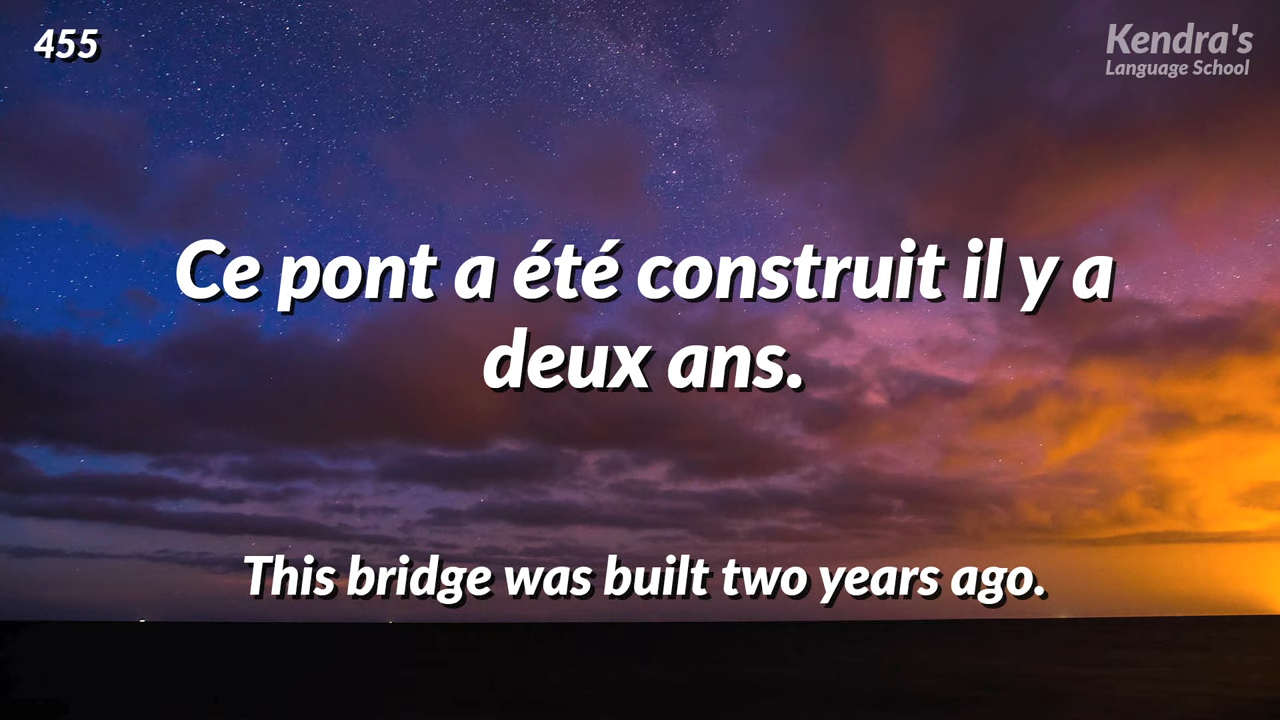 455
Kendra's
Language School
Ce pont a été construit il y a
deux ans.
This bridge was built two years ago.